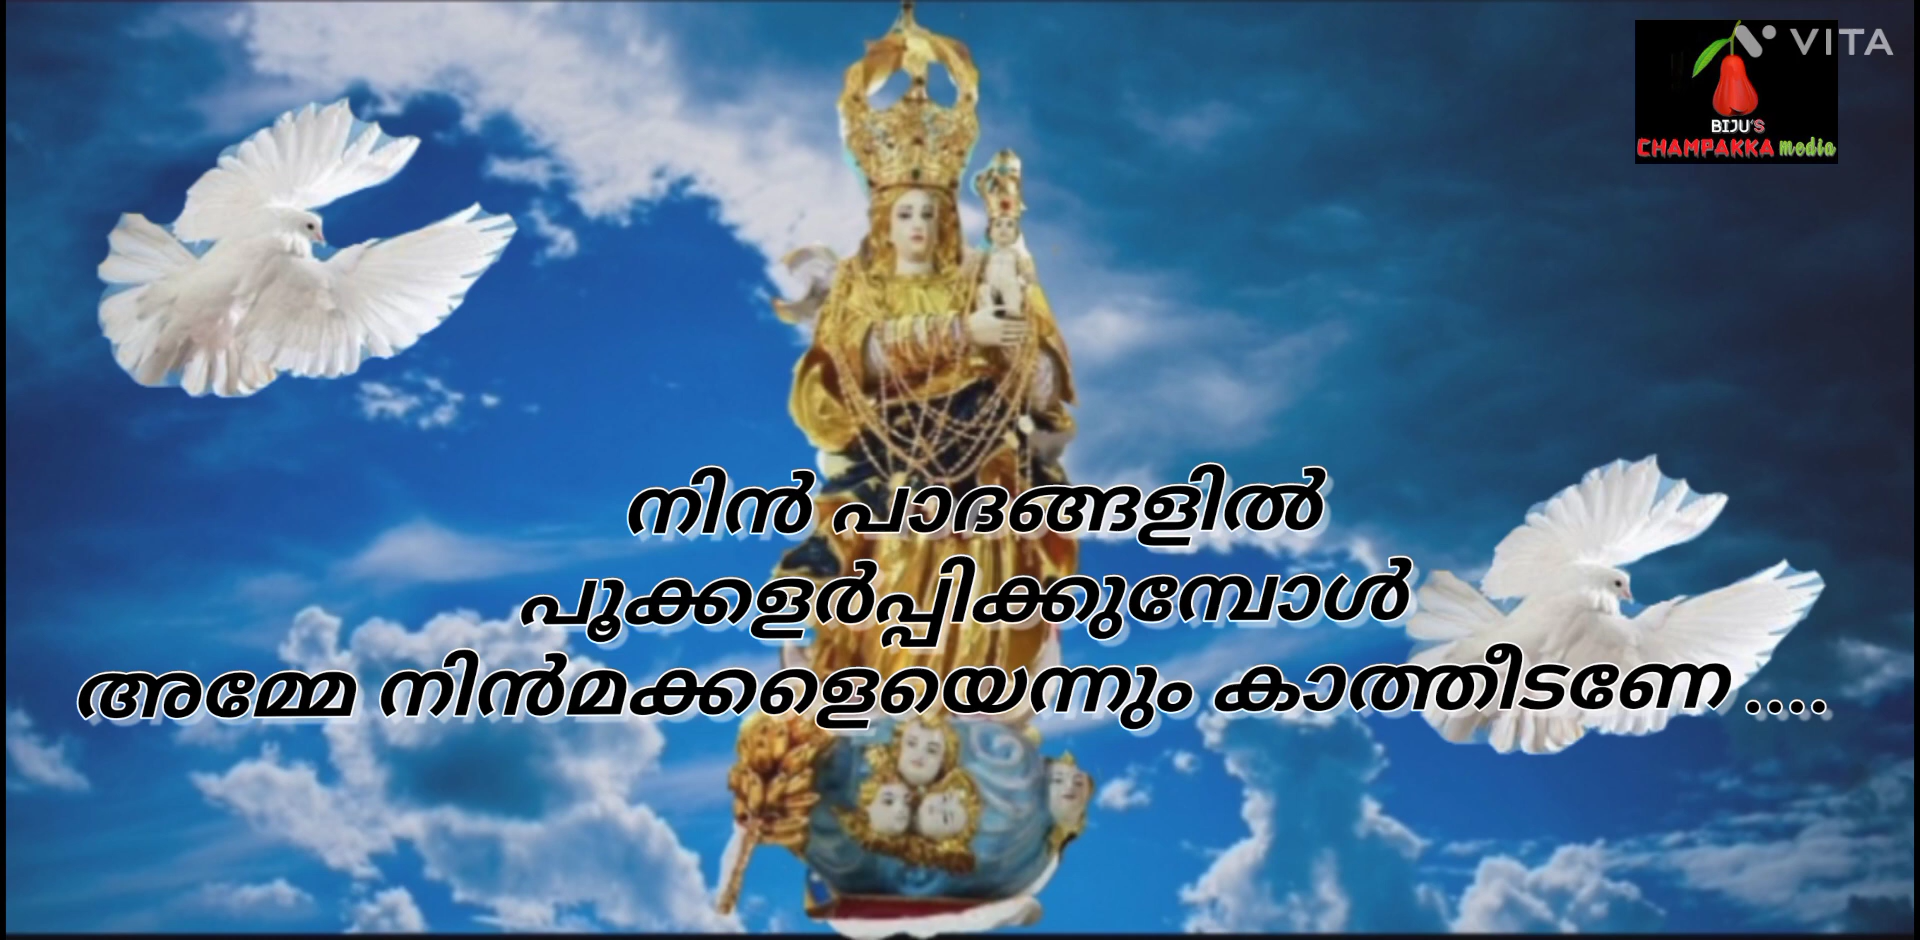 VITA
BIJU'S
CHAMPAKKA media
നിൻ പാദങ്ങളിൽ
പൂക്കളർപ്പിക്കുമ്പോൾ
അമ്മേ നിൻമക്കളെയെന്നും കാത്തീടണേ ....